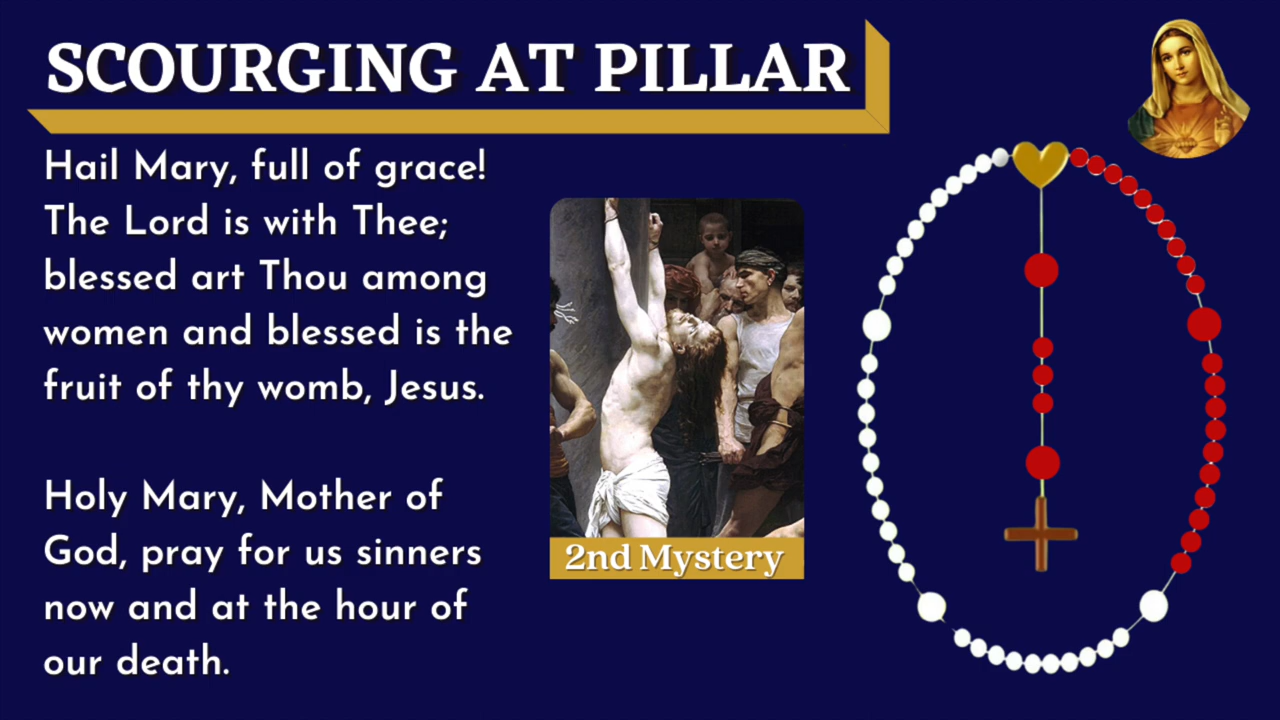 SCOURGING AT PILLAR
Hail Mary, full of grace!
The Lord is with Thee;
blessed art Thou among
women and blessed is the
fruit of thy womb, Jesus.
Holy Mary, Mother of
God, pray for us sinners
now and at the hour of
our death.
2nd Mystery